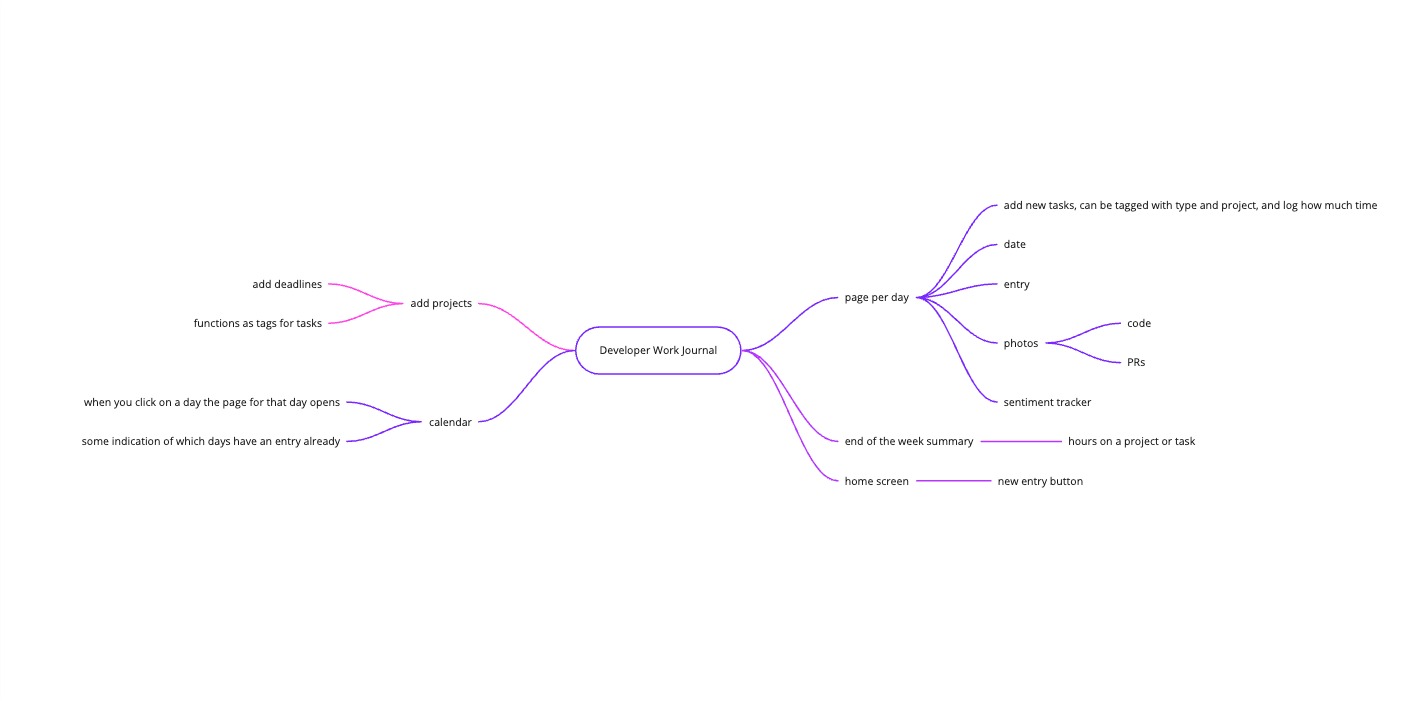 Developer Work Journal
add projects
add deadlines
functions as tags for tasks
calendar
when you click on a day the page for that day opens
some indication of which days have an entry already
page per day
add new tasks, can be tagged with type and project, and log how much time
date
entry
photos
code
PRs
sentiment tracker
end of the week summary
hours on a project or task
home screen
new entry button